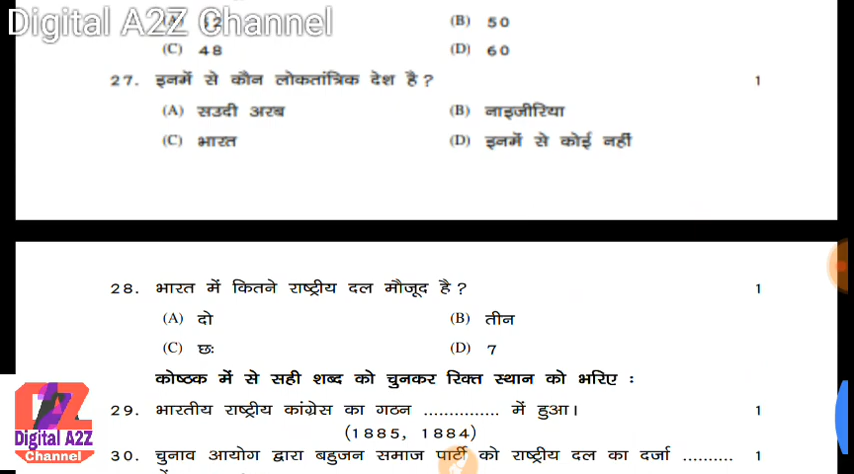 Digital A2Z Channel
(B) 50
(C) 48 (D) 60
27. इनमें से कौन लोकतांत्रिक देश है? 1
(A) सउदी अरब (B) नाइजीरिया
(C) भारत (D) इनमें से कोई नहीं
28. भारत में कितने राष्ट्रीय दल मौजूद है? 1
(A) दो (B) तीन
(C) छः (D) 7
कोष्ठक में से सही शब्द को चुनकर रिक्त स्थान को भरिए :
29. भारतीय राष्ट्रीय कांग्रेस का गठन ............... में हुआ। 1
(1885, 1884)
30. चुनाव आयोग द्वारा बहुजन समाज पार्टी को राष्ट्रीय दल का दर्जा .......... 1
Digital A2Z
Channel